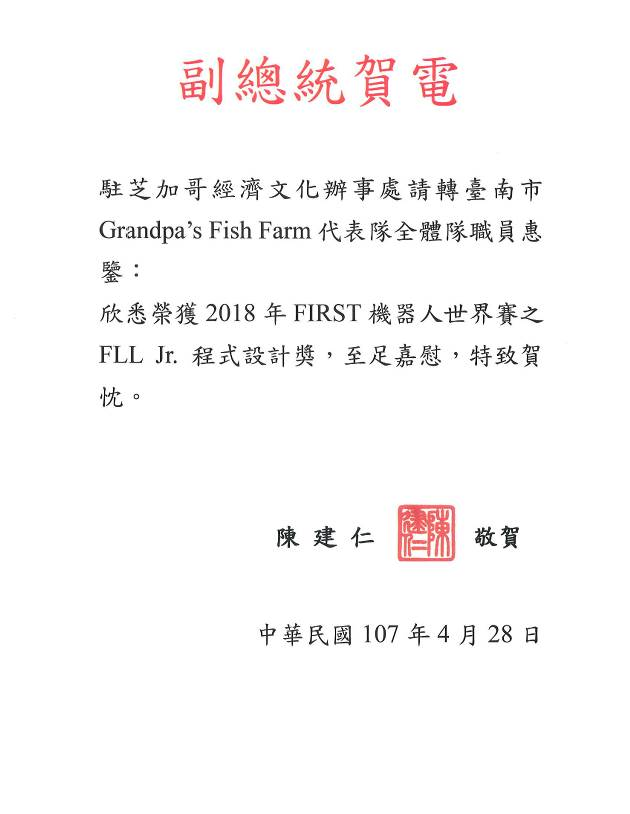 副總統賀電
駐芝加哥經濟文化辦事處請轉臺南市
Grandpa's Fish Farm 代表隊全體隊職員惠
鑒：
欣悉榮獲 2018 年 FIRST 機器人世界賽之
FLL Jr. 程式設計獎，至足嘉慰，特致賀
忱。
陳建仁 陳建仁 敬賀
中華民國 107 年 4 月 28 日